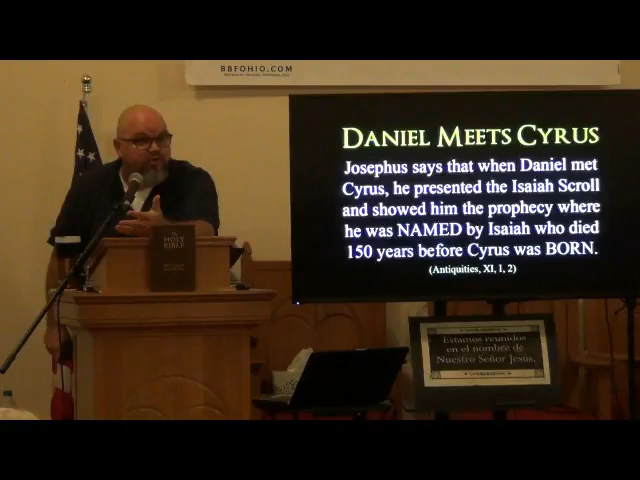 BBFOHIO.COM
DANIEL MEETS CYRUS
Josephus says that when Daniel met
Cyrus, he presented the Isaiah Scroll
and showed him the prophecy where
he was NAMED by Isaiah who died
150 years before Cyrus was BORN.
(Antiquities, XI, I, 2)
The
HOLY
BIBLE
Estamos reunidos
en el nombre de
Nuestro Señor Jesús,